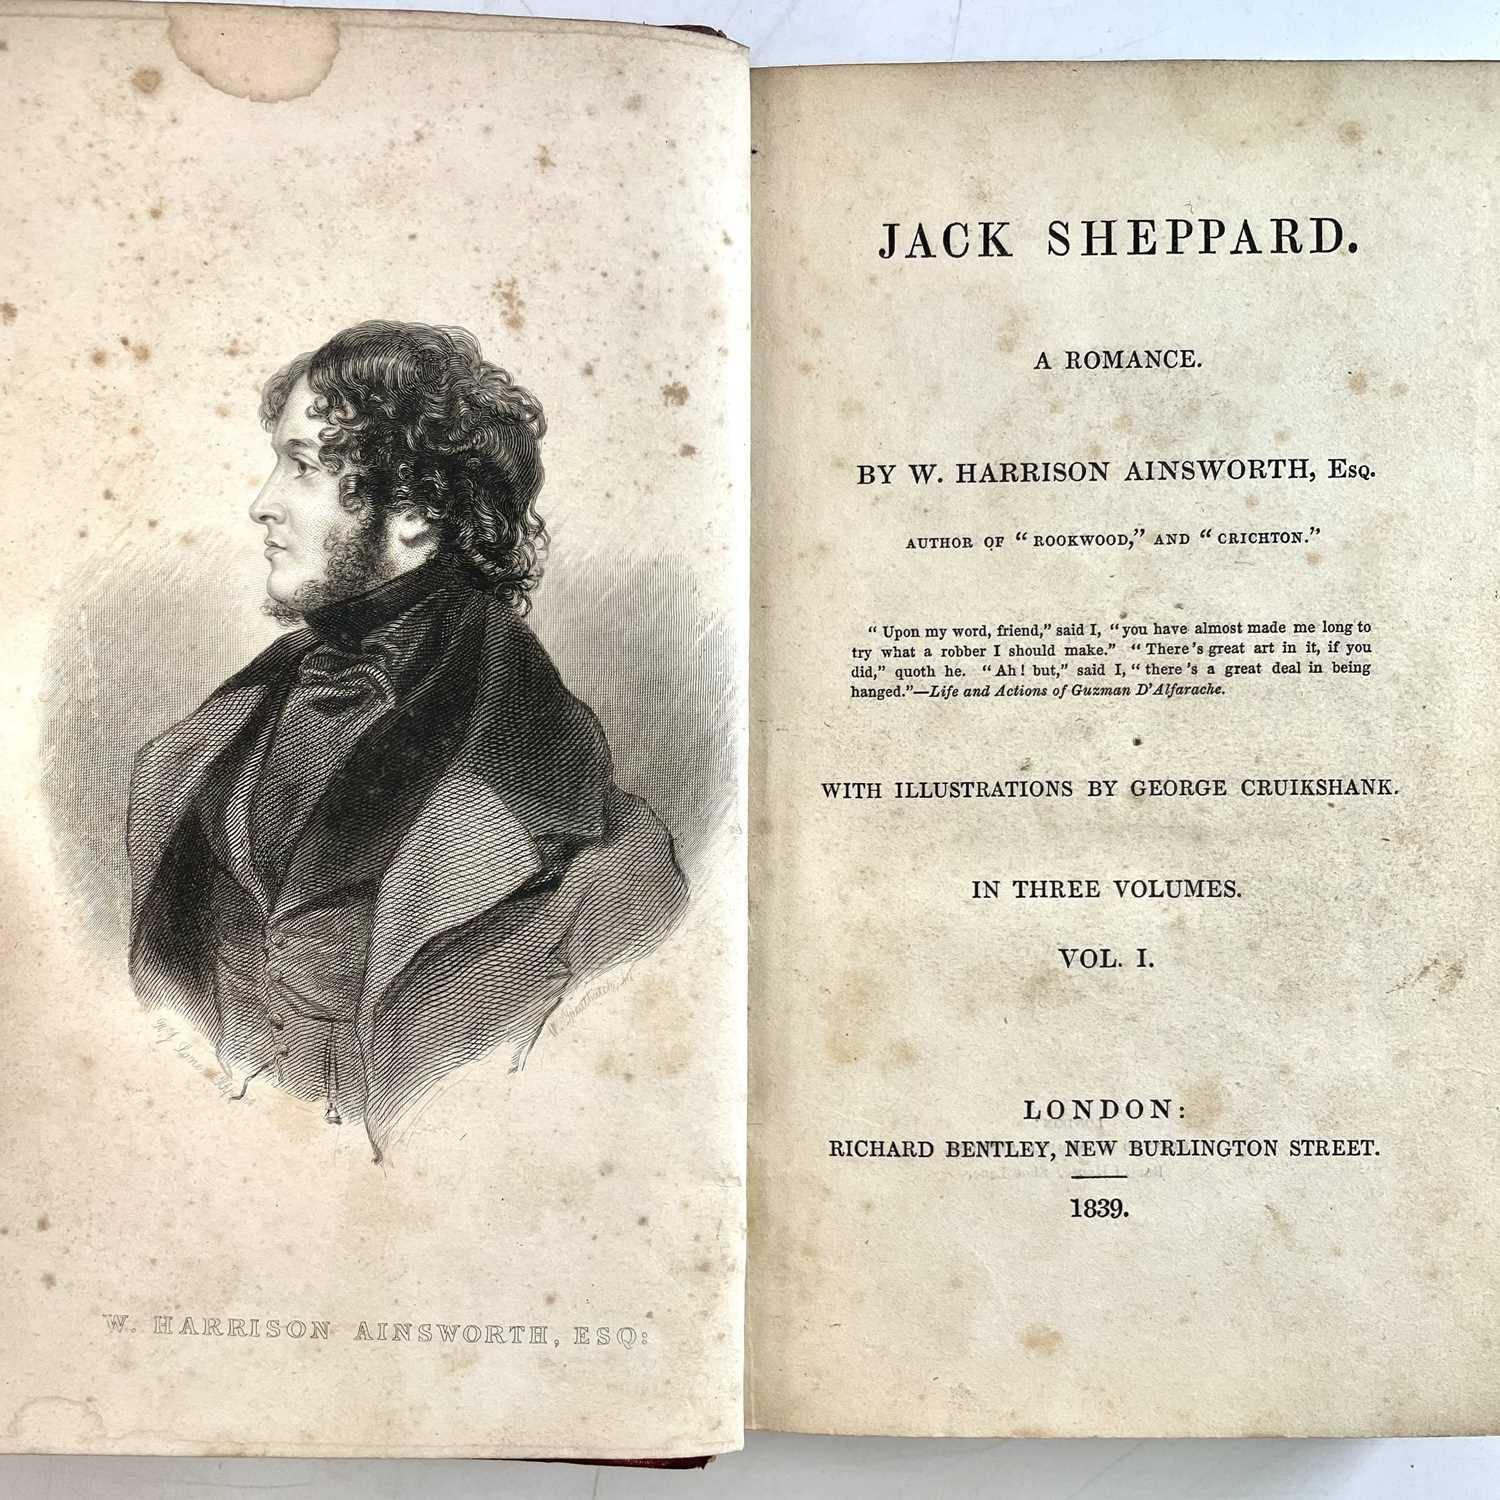 W. HARRISON AINSWORTH, ESQ:
JACK SHEPPARD.
A ROMANCE.
BY W. HARRISON AINSWORTH, Esq.
AUTHOR OF “ ROOKWOOD,” AND “ CRICHTON.”
“ Upon my word, friend,” said I, “you have almost made me long to
try what a robber I should make.” “There's great art in it, if you
did,” quoth he. “Ah! but,” said I, “there's a great deal in being
hanged.”—Life and Actions of Guzman D'Alfarache.
WITH ILLUSTRATIONS BY GEORGE CRUIKSHANK.
IN THREE VOLUMES.
VOL. I.
LONDON:
RICHARD BENTLEY, NEW BURLINGTON STREET.
1839.